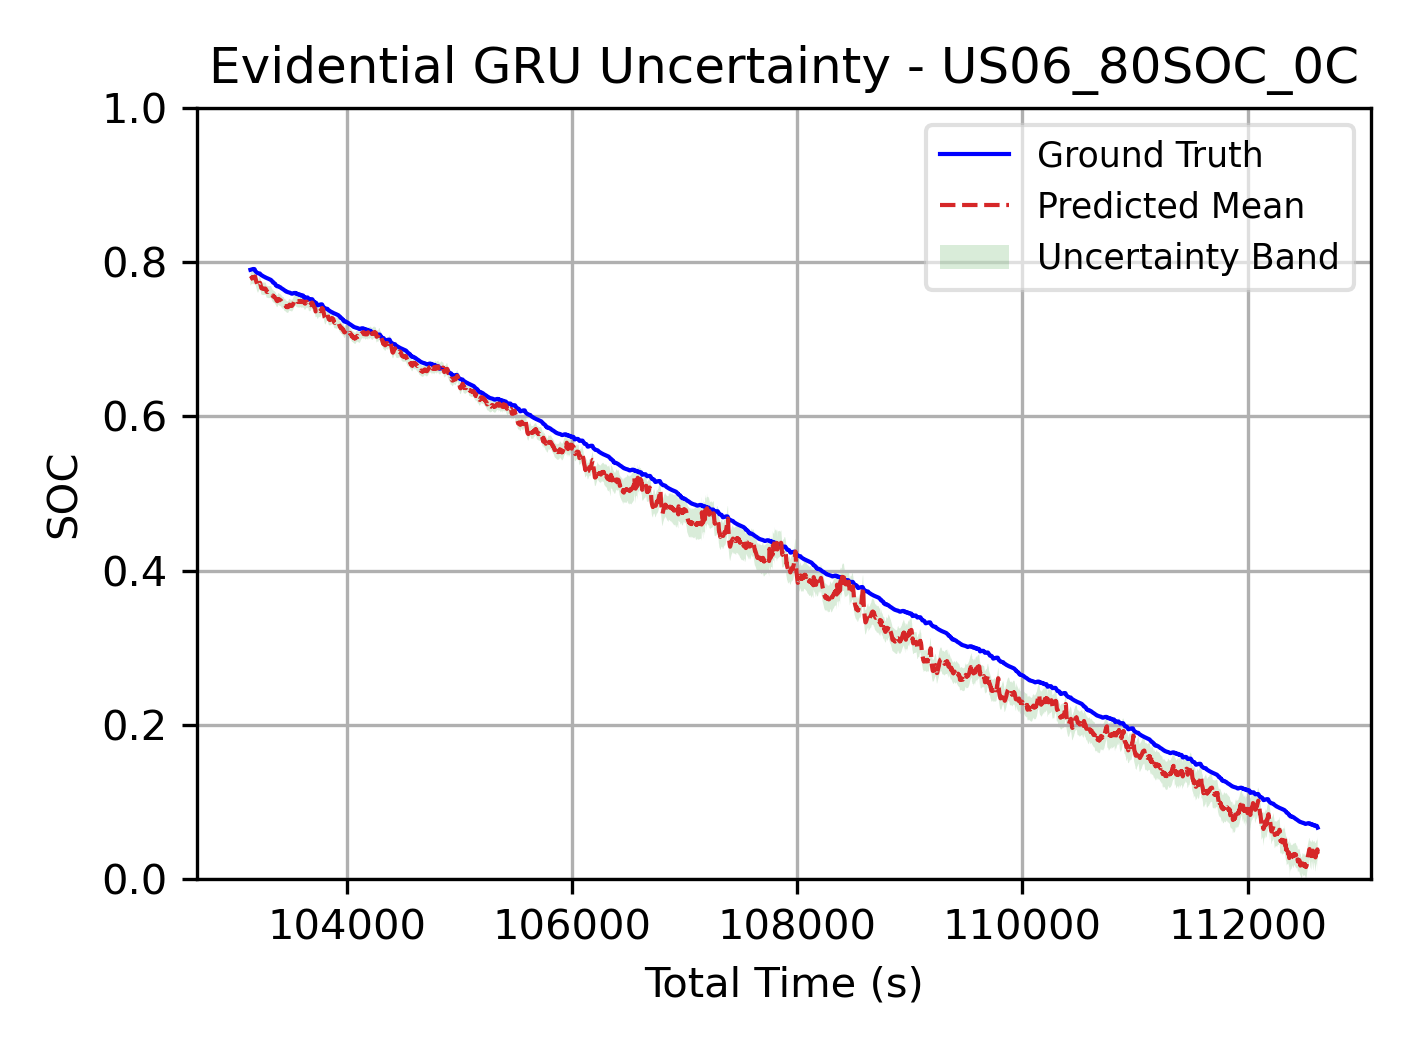 Evidential GRU Uncertainty - US06_80SOC_0C
1.0
0.8
0.6
0.4
0.2
0.0
SOC
Ground Truth
Predicted Mean
Uncertainty Band
104000 106000 108000 110000 112000
Total Time (s)